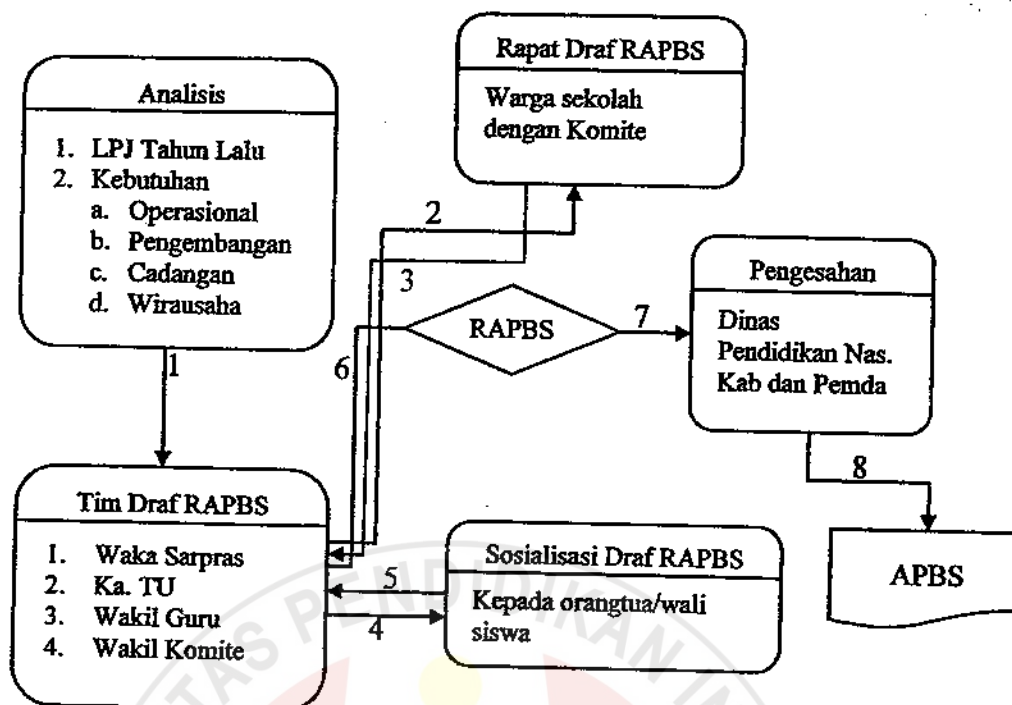 Analisis
1. LPJ Tahun Lalu
2. Kebutuhan
a. Operasional
b. Pengembangan
c. Cadangan
d. Wirausaha
1
Rapat Draf RAPBS
Warga sekolah
dengan Komite
2
3
6
RAPBS
7
Pengesahan
Dinas
Pendidikan Nas.
Kab dan Pemda
8
APBS
Tim Draf RAPBS
1. Waka Sarpras
2. Ka. TU
3. Wakil Guru
4. Wakil Komite
5
4
Sosialisasi Draf RAPBS
Kepada orangtua/wali
siswa
TAS PENDIDIKAN IN